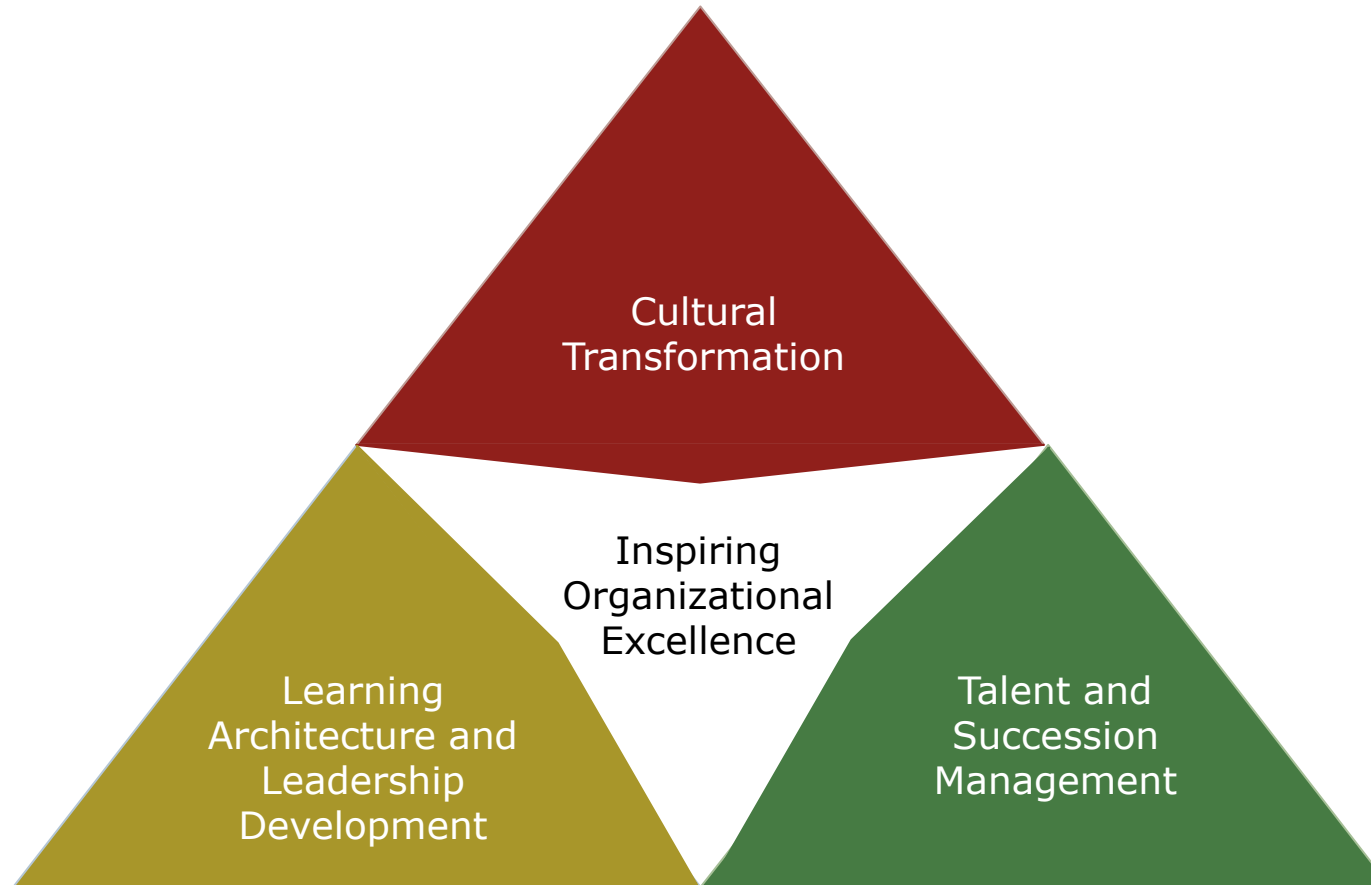 Cultural
Transformation
Inspiring
Organizational
Excellence
Learning
Architecture and
Leadership
Development
Talent and
Succession
Management